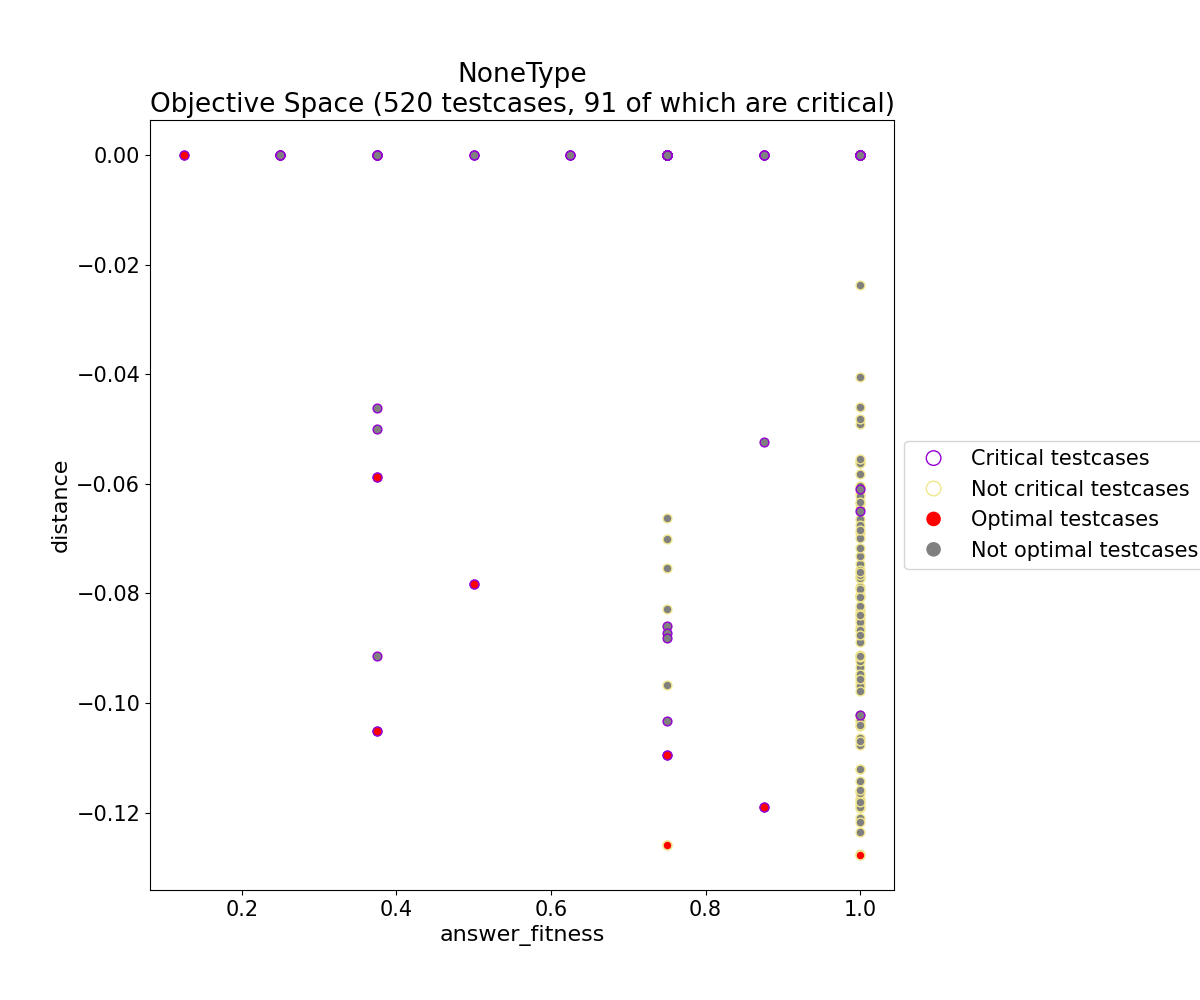 NoneType
Objective Space (520 testcases, 91 of which are critical)
0.00
−0.02
−0.04
−0.06
−0.08
−0.10
−0.12
distance
0.2
0.4
0.6
0.8
1.0
answer_fitness
Critical testcases
Not critical testcases
Optimal testcases
Not optimal testcases